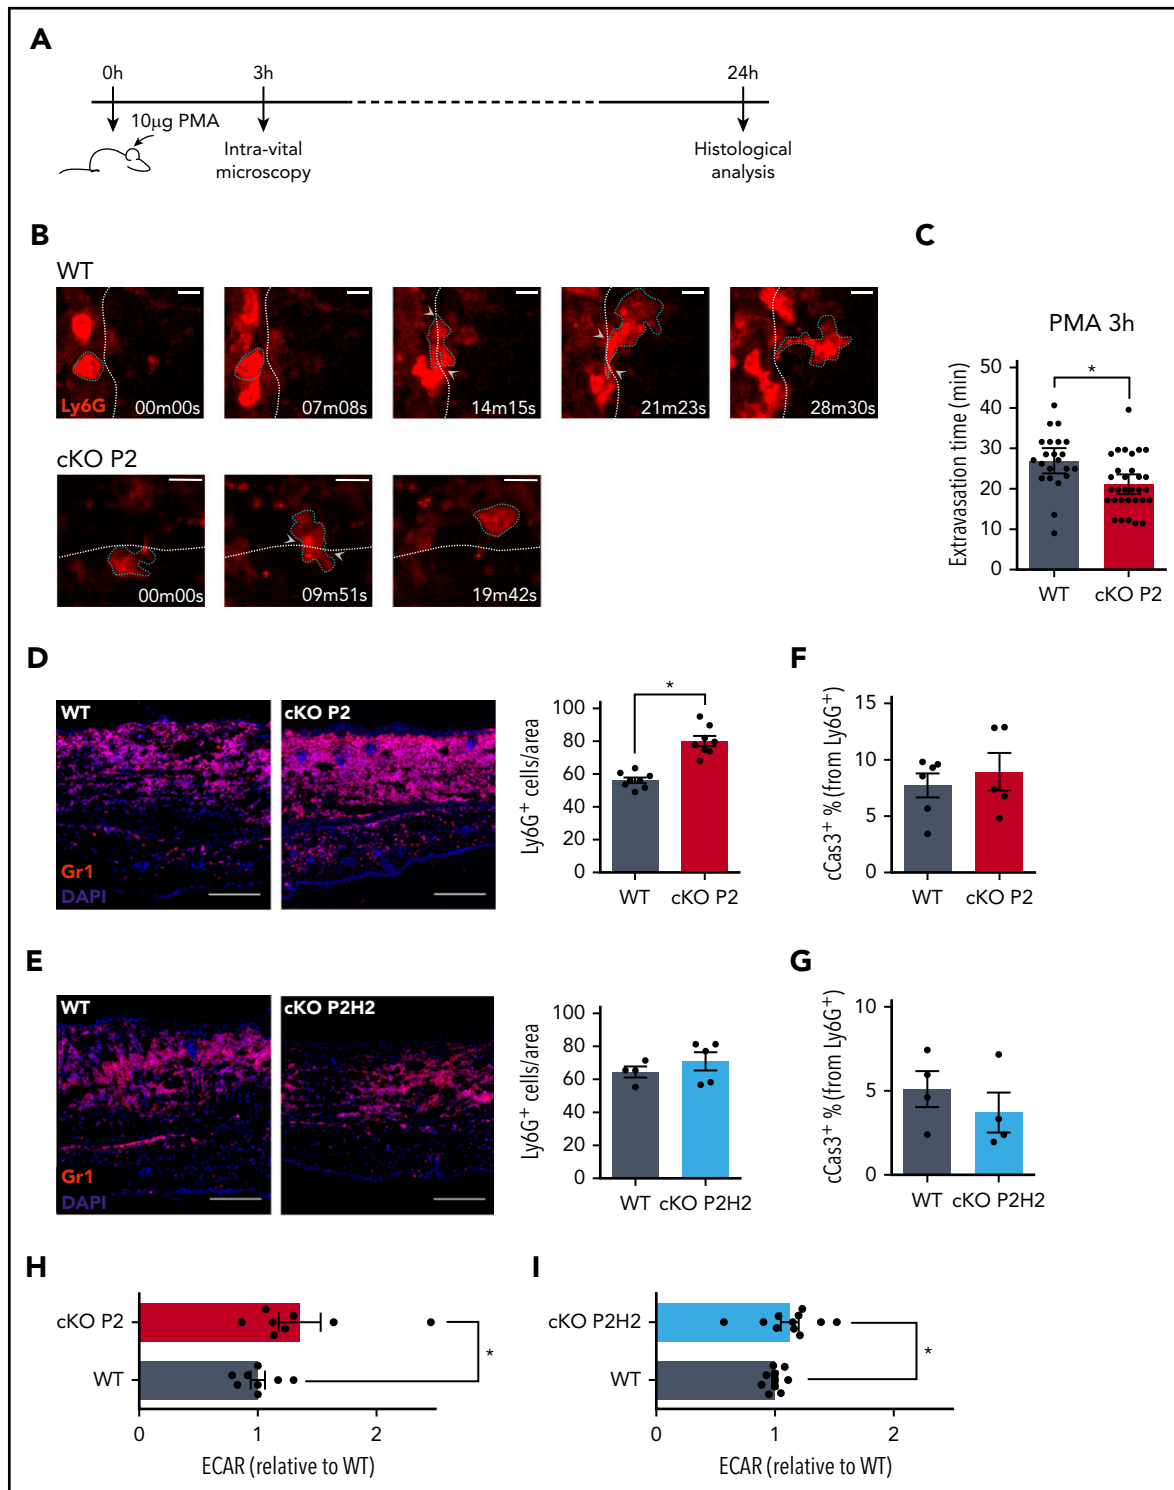 A
0h
3h
24h
10μg PMA
Intra-vital
microscopy
Histological
analysis
B
WT
Ly6G
00m00s
07m08s
14m15s
21m23s
28m30s
cKO P2
00m00s
09m51s
19m42s
C
PMA 3h
*
Extravasation time (min)
50
40
30
20
10
0
WT
cKO P2
D
WT
Gr1
DAPI
cKO P2
*
Ly6G+ cells/area
100
80
60
40
20
0
WT
cKO P2
F
cCas3+ % (from Ly6G+)
15
10
5
0
WT
cKO P2
E
WT
Gr1
DAPI
cKO P2H2
Ly6G+ cells/area
100
80
60
40
20
0
WT
cKO P2H2
G
cCas3+ % (from Ly6G+)
10
5
0
WT
cKO P2H2
H
cKO P2
WT
*
0
1
2
ECAR (relative to WT)
I
cKO P2H2
WT
*
0
1
2
ECAR (relative to WT)